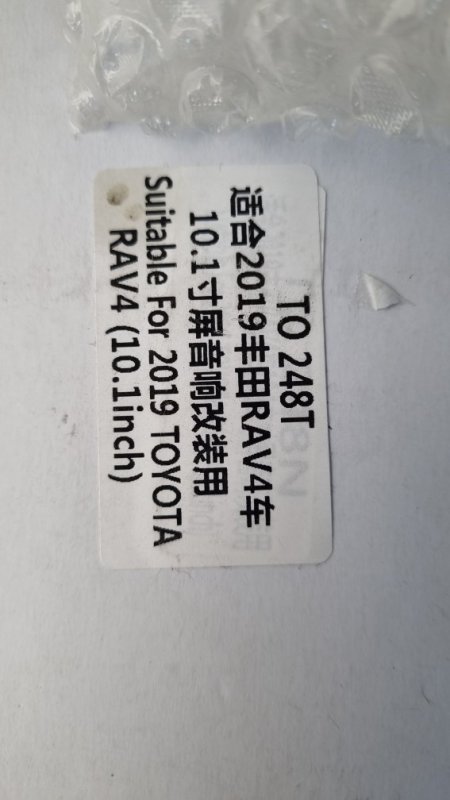 TO 248T
适合2019丰田RAV4车
10.1寸屏音响改装用
Suitable For 2019 TOYOTA
RAV4 (10.1inch)